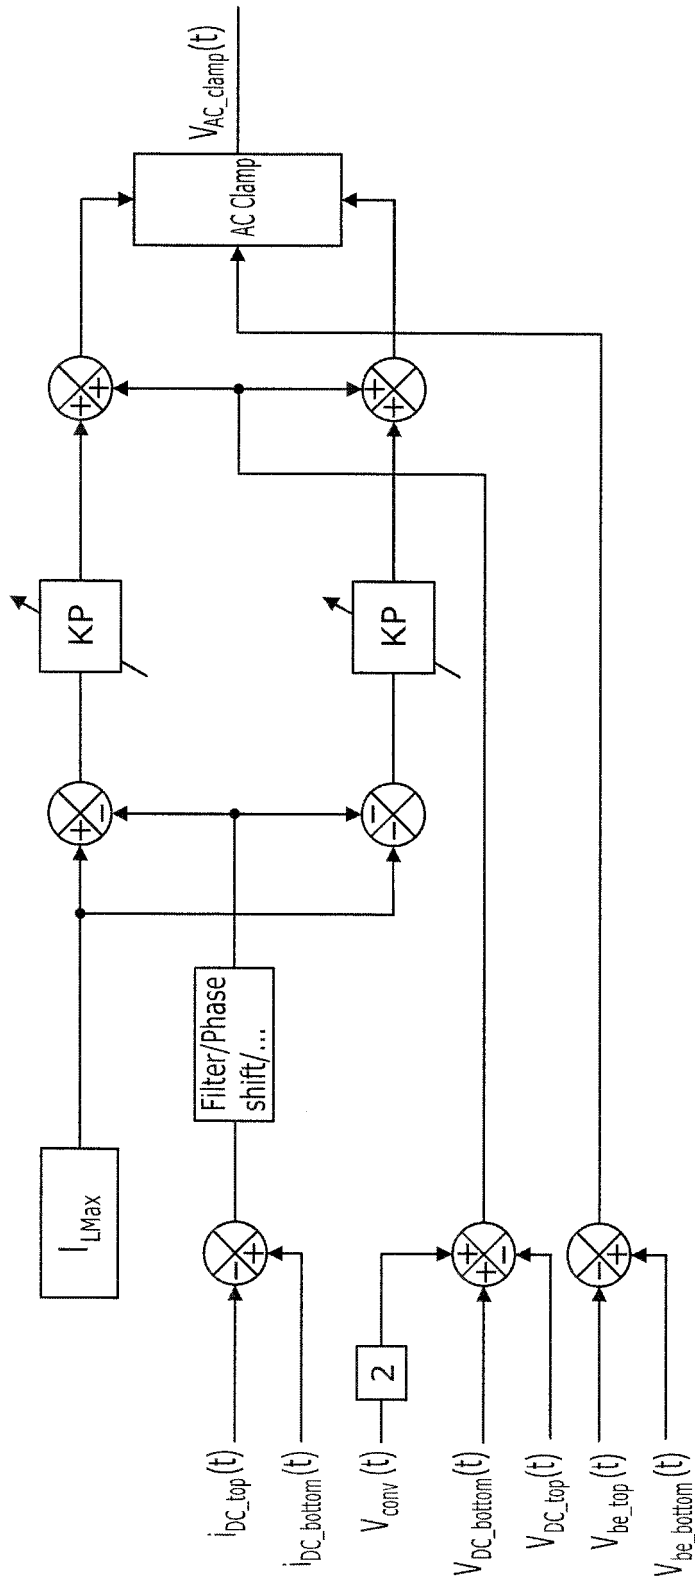 I_LMax
i_DC_top(t)
i_DC_bottom(t)
V_conv(t)
V_DC_bottom(t)
V_DC_top(t)
V_be_top(t)
V_be_bottom(t)
2
-
+
+
+
-
-
+
Filter/Phase
shift/...
+
-
-
-
KP
KP
+
+
+
+
AC Clamp
V_AC_clamp(t)